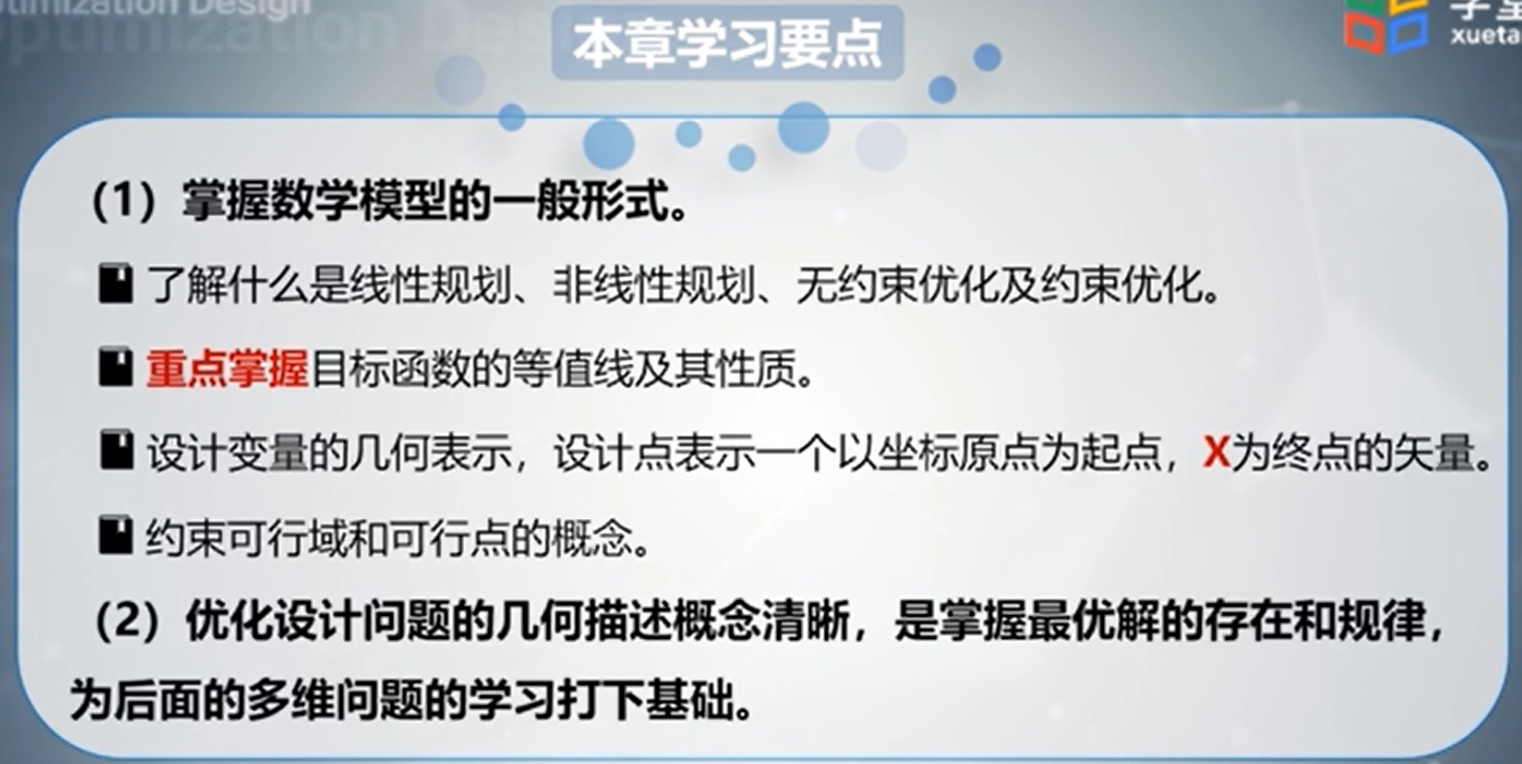 Optimization Design
本章学习要点
xueta
（1）掌握数学模型的一般形式。
了解什么是线性规划、非线性规划、无约束优化及约束优化。
重点掌握目标函数的等值线及其性质。
设计变量的几何表示，设计点表示一个以坐标原点为起点，X为终点的矢量。
约束可行域和可行点的概念。
（2）优化设计问题的几何描述概念清晰，是掌握最优解的存在和规律，
为后面的多维问题的学习打下基础。